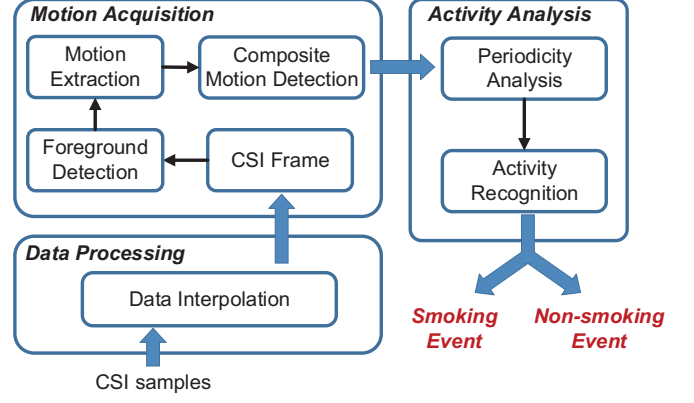 Motion Acquisition
Motion
Extraction
Composite
Motion Detection
Foreground
Detection
CSI Frame
Data Processing
Data Interpolation
CSI samples
Activity Analysis
Periodicity
Analysis
Activity
Recognition
Smoking
Event
Non-smoking
Event